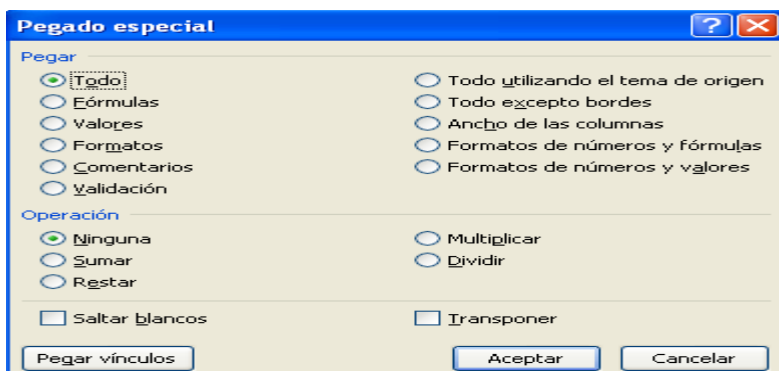 Pegado especial
Pegar
Todo
Fórmulas
Valores
Formatos
Comentarios
Validación
Todo utilizando el tema de origen
Todo excepto bordes
Ancho de las columnas
Formatos de números y fórmulas
Formatos de números y valores
Operación
Ninguna
Sumar
Restar
Multiplicar
Dividir
Saltar blancos
Transponer
Pegar vínculos
Aceptar
Cancelar